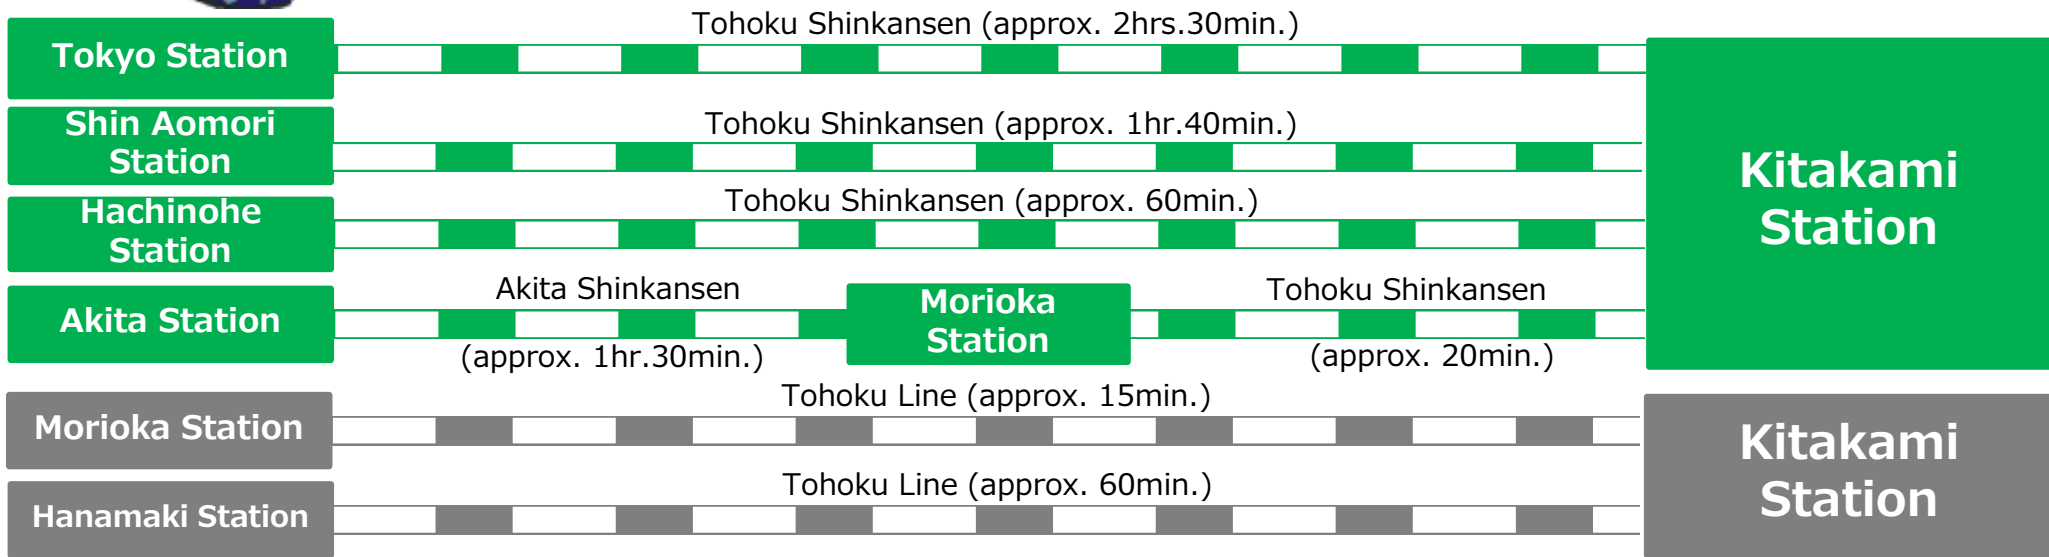 Tohoku Shinkansen (approx. 2hrs.30min.)
Tokyo Station
Shin Aomori
Station
Tohoku Shinkansen (approx. 1hr.40min.)
Hachinohe
Station
Tohoku Shinkansen (approx. 60min.)
Akita Station
Akita Shinkansen
(approx. 1hr.30min.)
Morioka
Station
Tohoku Shinkansen
(approx. 20min.)
Kitakami
Station
Morioka Station
Tohoku Line (approx. 15min.)
Hanamaki Station
Tohoku Line (approx. 60min.)
Kitakami
Station